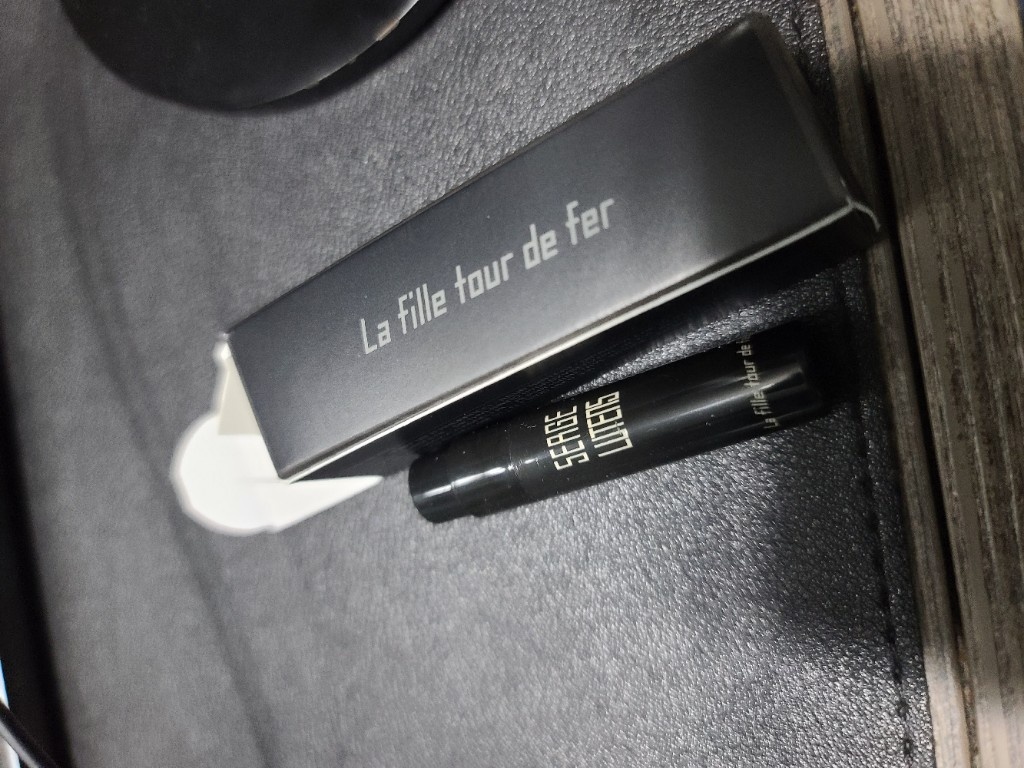 La fille tour de fer
SERGE
LUTENS
La fille tour de